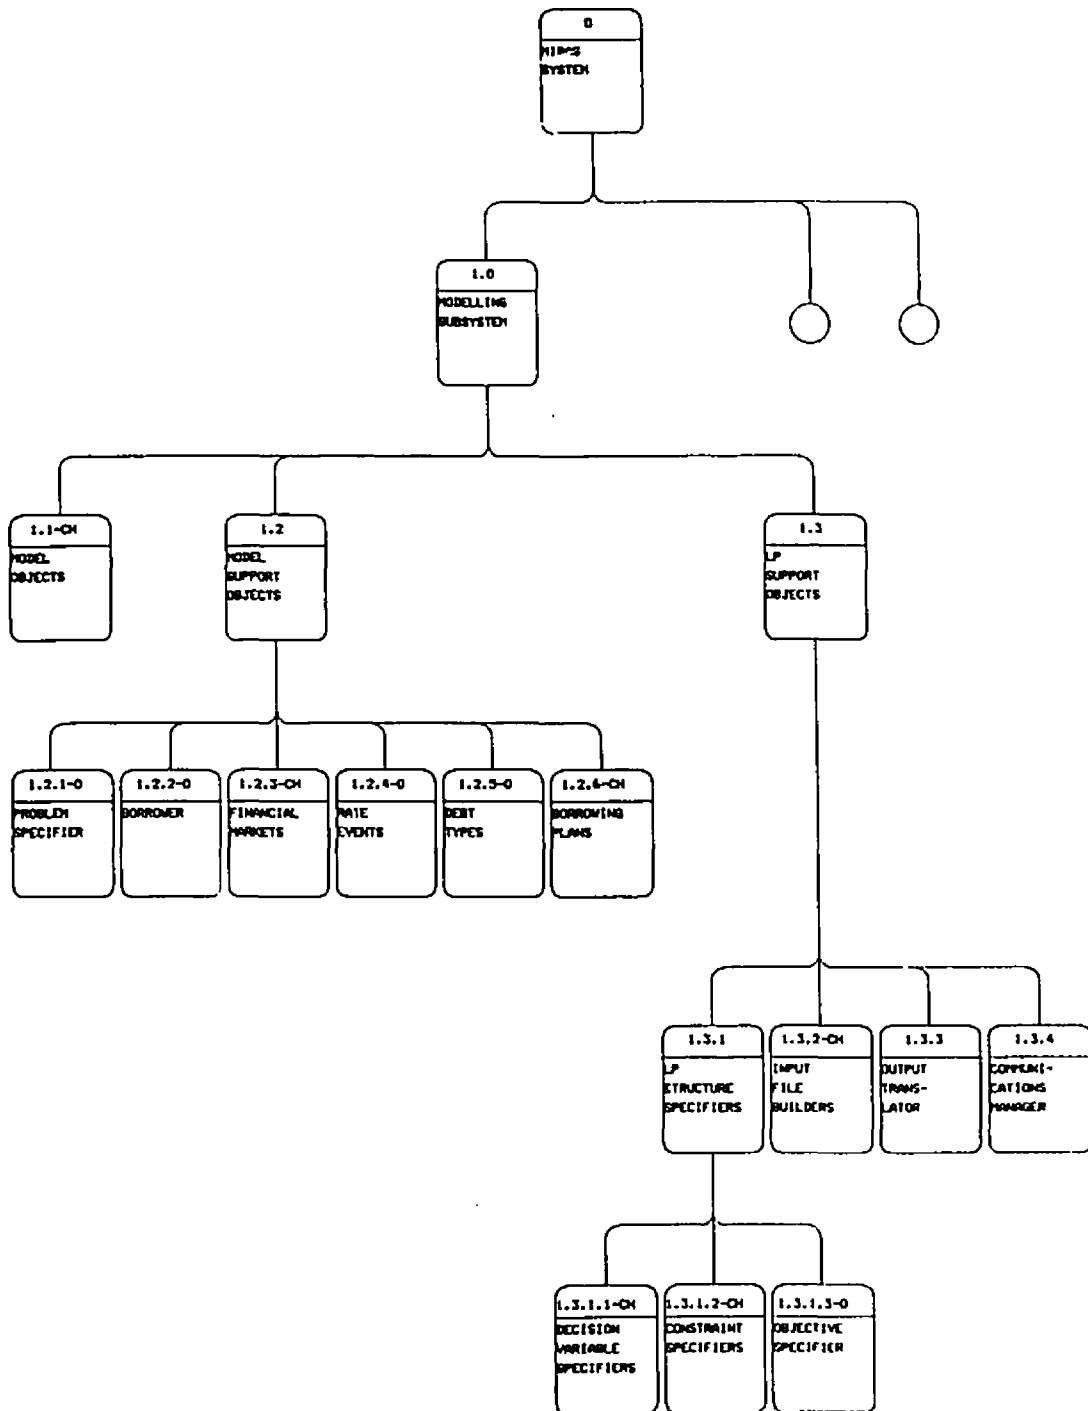 0
SYSTEM
1.0
MODELLING
SUBSYSTEM
1.1-CH
MODEL
OBJECTS
1.2
MODEL
SUPPORT
OBJECTS
1.3
LP
SUPPORT
OBJECTS
1.2.1-O
PROBLEM
SPECIFIER
1.2.2-O
BORROWER
1.2.3-CH
FINANCIAL
MARKETS
1.2.4-O
RATE
EVENTS
1.2.5-O
DEBT
TYPES
1.2.6-CH
BORROWING
PLANS
1.3.1
LP
STRUCTURE
SPECIFIERS
1.3.2-CH
INPUT
FILE
BUILDERS
1.3.3
OUTPUT
TRANS-
LATOR
1.3.4
COMMUNI-
CATIONS
MANAGER
1.3.1.1-CH
DECISION
VARIABLE
SPECIFIERS
1.3.1.2-CH
CONSTRAINT
SPECIFIERS
1.3.1.3-O
OBJECTIVE
SPECIFIER